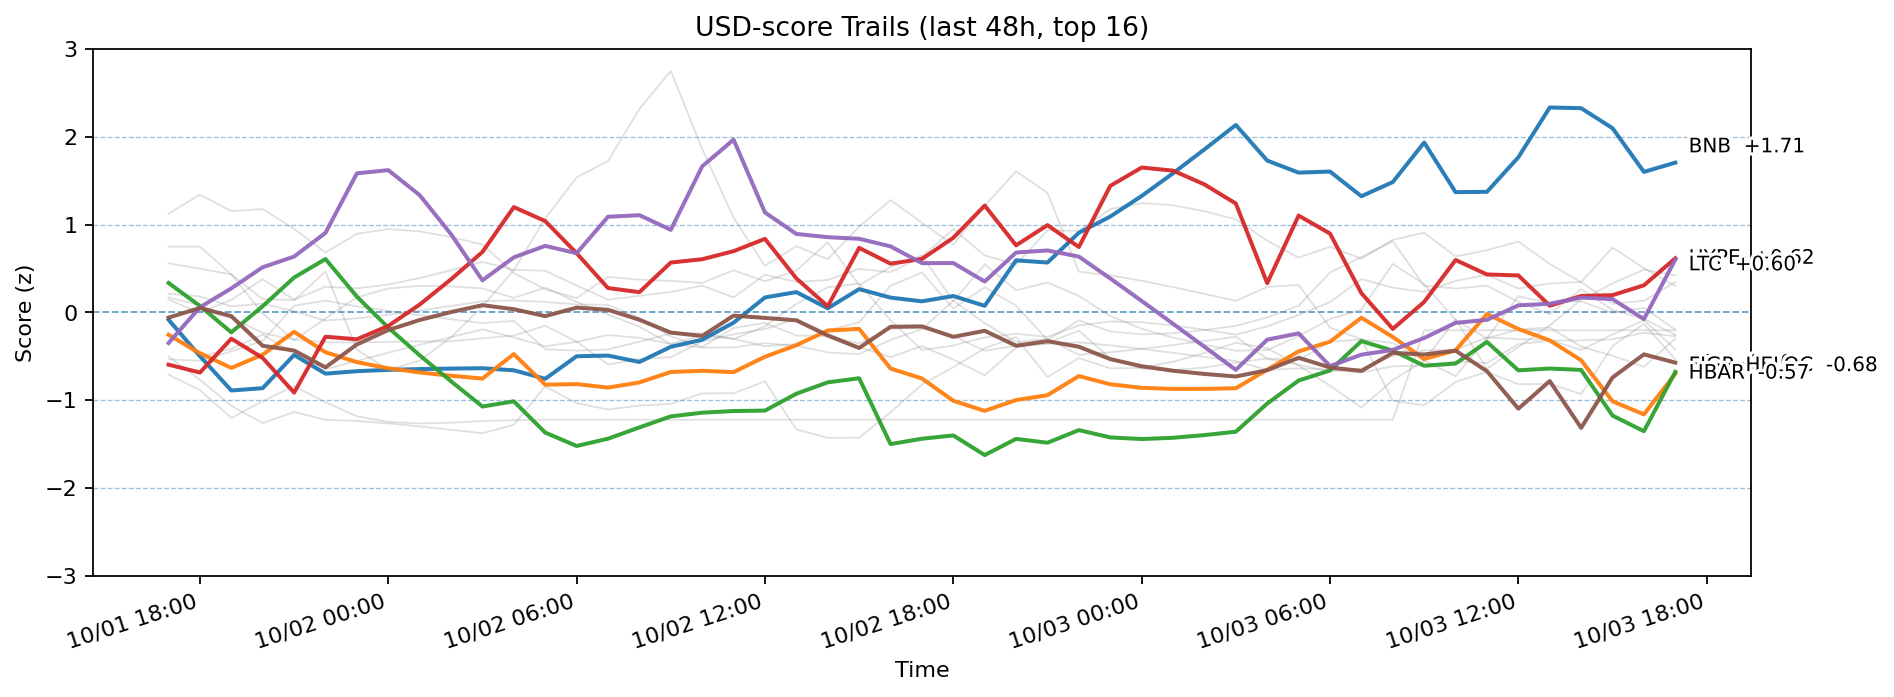 USD-score Trails (last 48h, top 16)
Score (z)
3
2
1
0
−1
−2
−3
BNB +1.71
LTC +0.60
HBAR -0.57
-0.68
10/01 18:00
10/02 00:00
10/02 06:00
10/02 12:00
10/02 18:00
10/03 00:00
10/03 06:00
10/03 12:00
10/03 18:00
Time